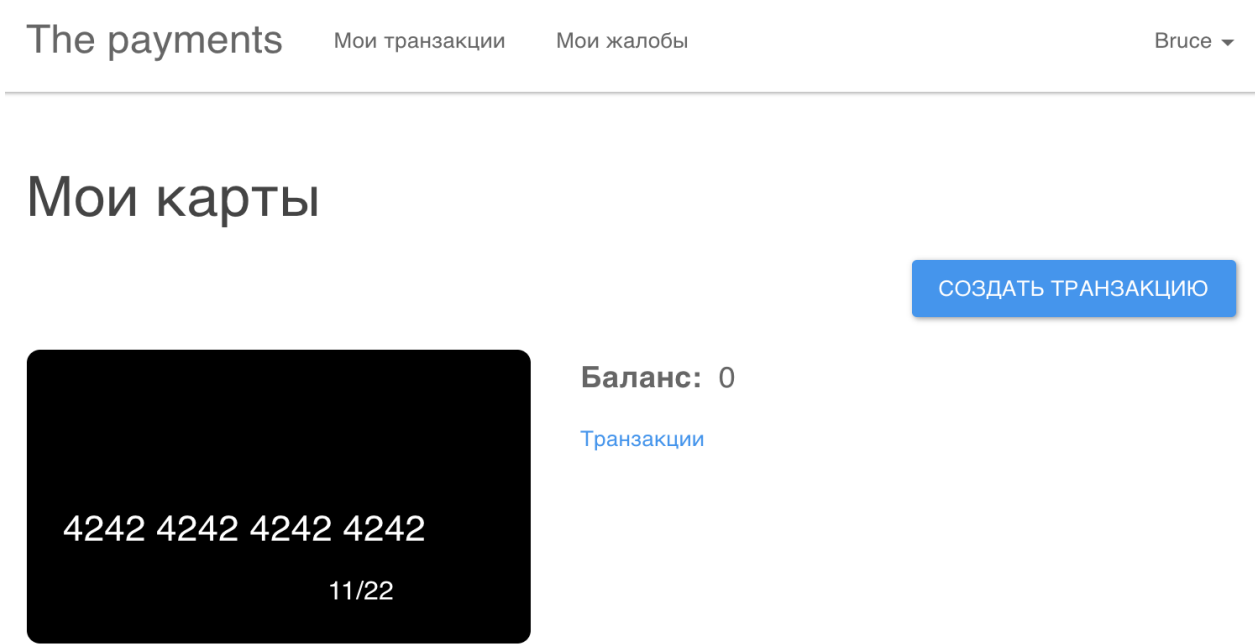 The payments Мои транзакции Мои жалобы Bruce
Мои карты
СОЗДАТЬ ТРАНЗАКЦИЮ
Баланс: 0
Транзакции
4242 4242 4242 4242
11/22